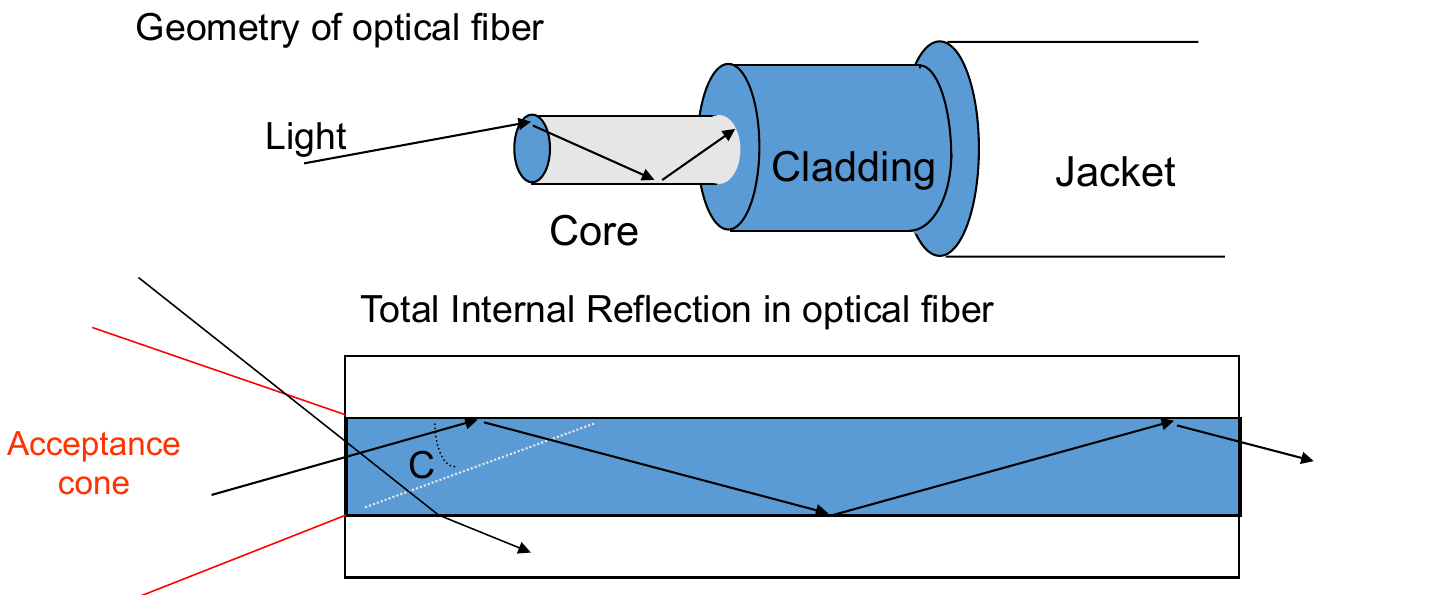 Geometry of optical fiber
Light
Cladding
Jacket
Core
Total Internal Reflection in optical fiber
Acceptance
cone
C